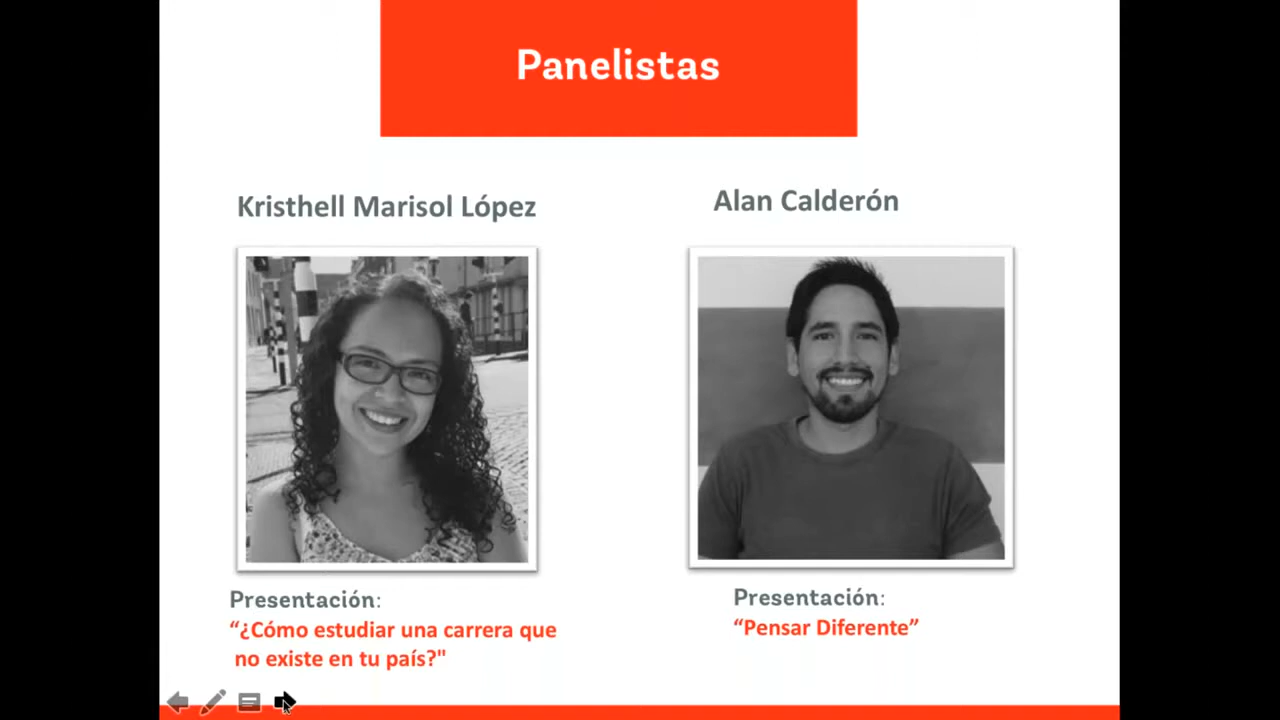 Panelistas
Kristhell Marisol López
Alan Calderón
Presentación:
“¿Cómo estudiar una carrera que
no existe en tu país?"
Presentación:
“Pensar Diferente”